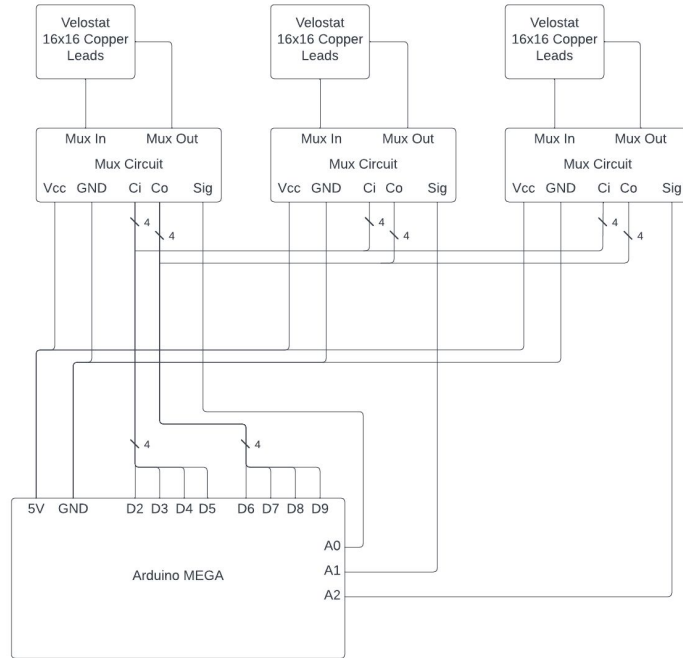 Velostat
16x16 Copper
Leads
Velostat
16x16 Copper
Leads
Velostat
16x16 Copper
Leads
Mux In Mux Out
Mux Circuit
Vcc GND Ci Co Sig
Mux In Mux Out
Mux Circuit
Vcc GND Ci Co Sig
Mux In Mux Out
Mux Circuit
Vcc GND Ci Co Sig
4
4
4
4
4
4
4
4
5V GND D2 D3 D4 D5 D6 D7 D8 D9
A0
Arduino MEGA
A1
A2